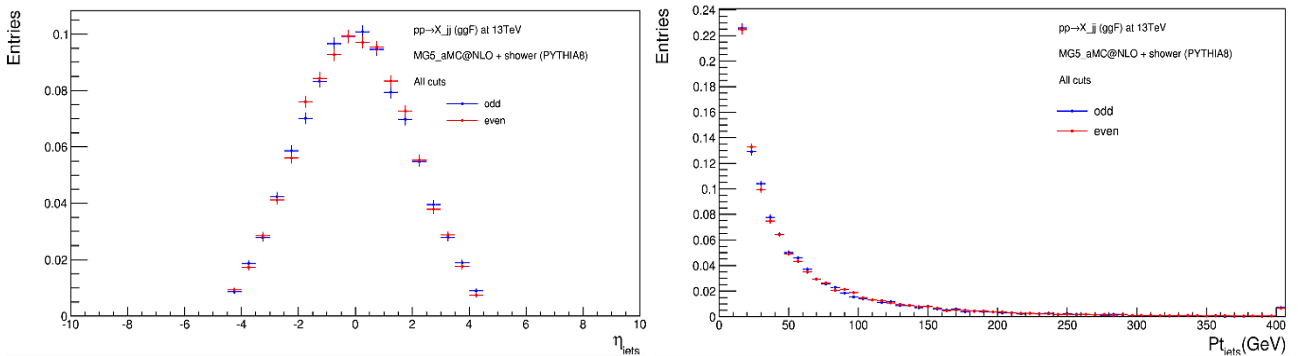 Entries
pp→X_jj (ggF) at 13TeV
MG5_aMC@NLO + shower (PYTHIA8)
All cuts
odd
even
0.1
0.08
0.06
0.04
0.02
0
-10 -8 -6 -4 -2 0 2 4 6 8 10
ηjets
Entries
pp→X_jj (ggF) at 13TeV
MG5_aMC@NLO + shower (PYTHIA8)
All cuts
odd
even
0.22
0.2
0.18
0.16
0.14
0.12
0.1
0.08
0.06
0.04
0.02
0
0 50 100 150 200 250 300 350 400
Ptjets(GeV)